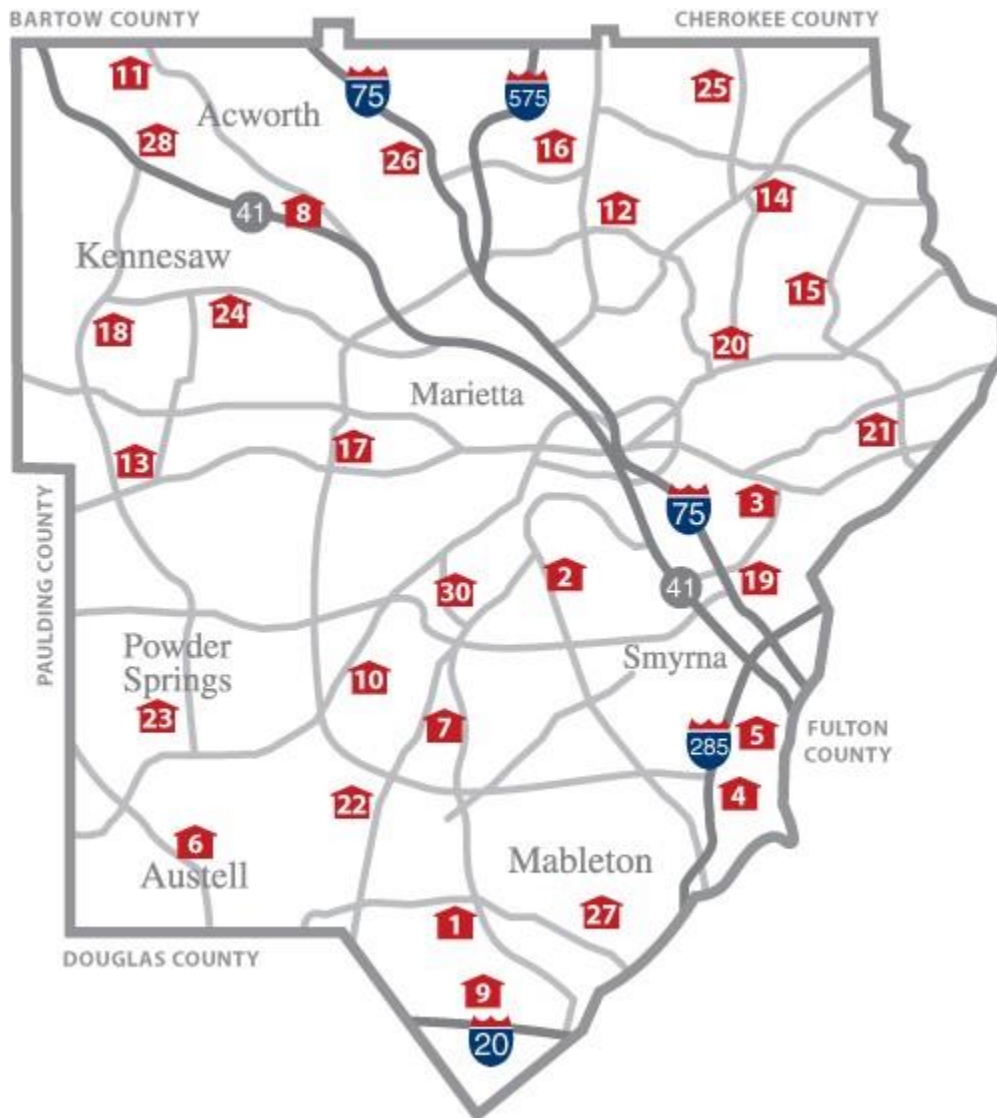 BARTOW COUNTY
CHEROKEE COUNTY
11
75
575
25
Acworth
28
26
16
41
8
12
14
Kennesaw
15
24
18
20
Marietta
17
21
13
75
3
PAULDING COUNTY
30
2
41
19
Powder
Springs
Smyrna
10
23
7
285
5
FULTON
COUNTY
22
4
6
Austell
Mableton
1
27
DOUGLAS COUNTY
9
20